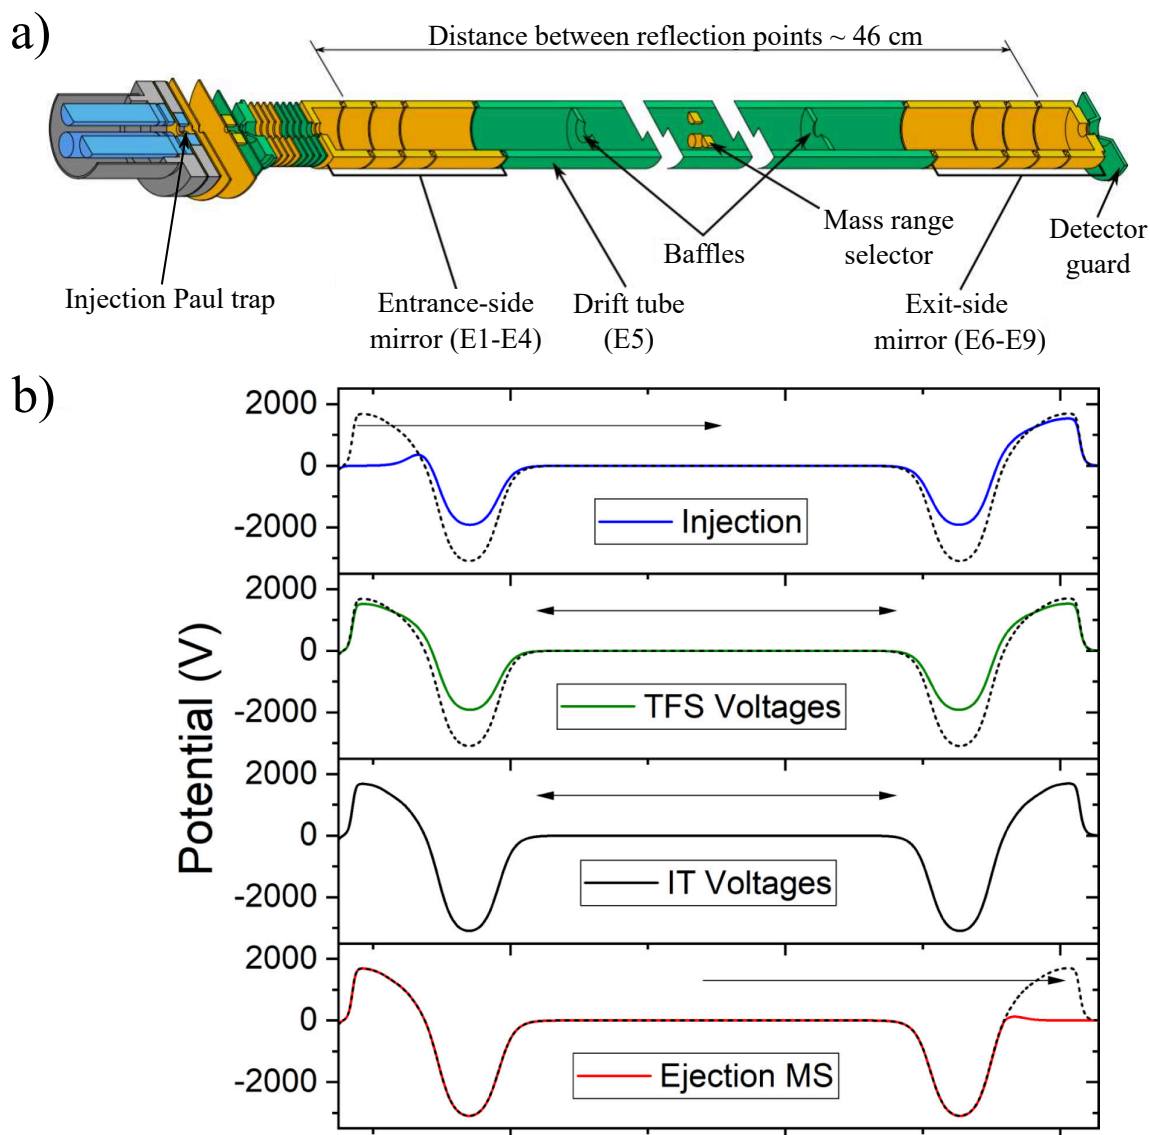 a)
Distance between reflection points ~ 46 cm
Injection Paul trap
Entrance-side
mirror (E1-E4)
Drift tube
(E5)
Baffles
Mass range
selector
Exit-side
mirror (E6-E9)
Detector
guard
b)
Potential (V)
2000
0
-2000
Injection
2000
0
-2000
TFS Voltages
2000
0
-2000
IT Voltages
2000
0
-2000
Ejection MS